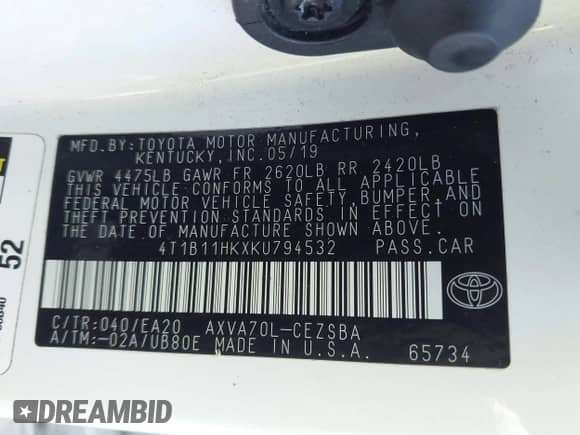 MFD.BY:TOYOTA MOTOR MANUFACTURING,
KENTUCKY, INC.05/19
GVWR 4475LB GAWR FR 2620LB RR 2420LB
THIS VEHICLE CONFORMS TO ALL APPLICABLE
FEDERAL MOTOR VEHICLE SAFETY,BUMPER,AND
THEFT PREVENTION STANDARDS IN EFFECT ON
THE DATE OF MANUFACTURE SHOWN ABOVE.
4T1B11HKXKU794532 PASS.CAR
C/TR:040/EA20 AXVA70L-CEZSBA
A/TM:-02A/UB80E MADE IN U.S.A. 65734
52
DREAMBID